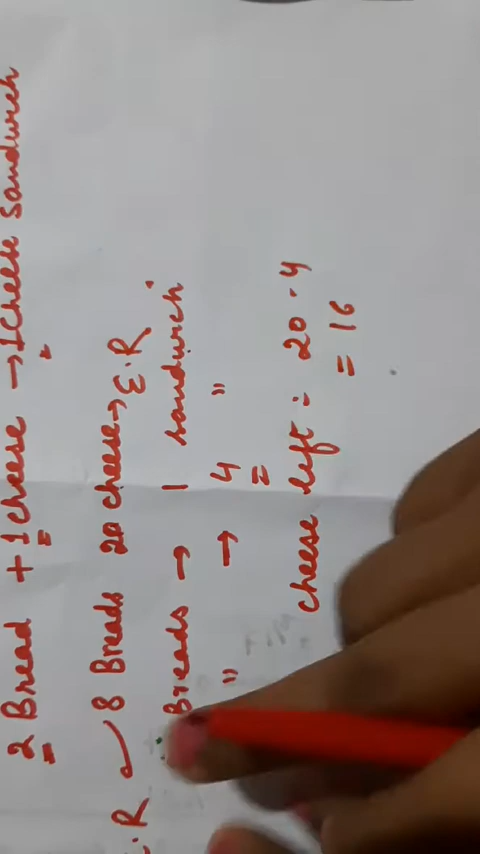 2 Bread + 1 cheese → 1 cheese sandwich
.R ✓ 8 Breads 20 cheese → E.R
Breads → 1 sandwich
" → 4 "
cheese left = 20 - 4
= 16